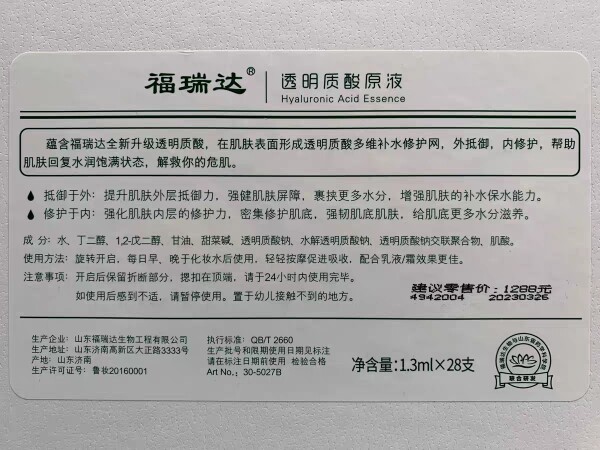 福瑞达® 透明质酸原液
Hyaluronic Acid Essence
蕴含福瑞达全新升级透明质酸，在肌肤表面形成透明质酸多维补水修护网，外抵御，内修护，帮助
肌肤回复水润饱满状态，解救你的危肌。
抵御于外：提升肌肤外层抵御力，强健肌肤屏障，裹挟更多水分，增强肌肤的补水保水能力。
修护于内：强化肌肤内层的修护力，密集修护肌底，强韧肌底肌肤，给肌底更多水分滋养。
成 分：水、丁二醇、1,2-戊二醇、甘油、甜菜碱、透明质酸钠、水解透明质酸钠、透明质酸钠交联聚合物、肌酸。
使用方法：旋转开启，每日早、晚于化妆水后使用，轻轻按摩促进吸收，配合乳液/霜效果更佳。
注意事项：开启后保留折断部分，摁扣在顶端，请于24小时内使用完毕。
如使用后感到不适，请暂停使用。置于幼儿接触不到的地方。
建议零售价：1288元
4942004 20230326
生产企业：山东福瑞达生物工程有限公司
生产地址：山东济南高新区大正路3333号
产地：山东济南
生产许可证号：鲁妆20160001
执行标准：QB/T 2660
生产批号和限期使用日期见标注
请在标注日期前使用 检验合格
Art No.：30-5027B
净含量：1.3ml×28支
联合研发